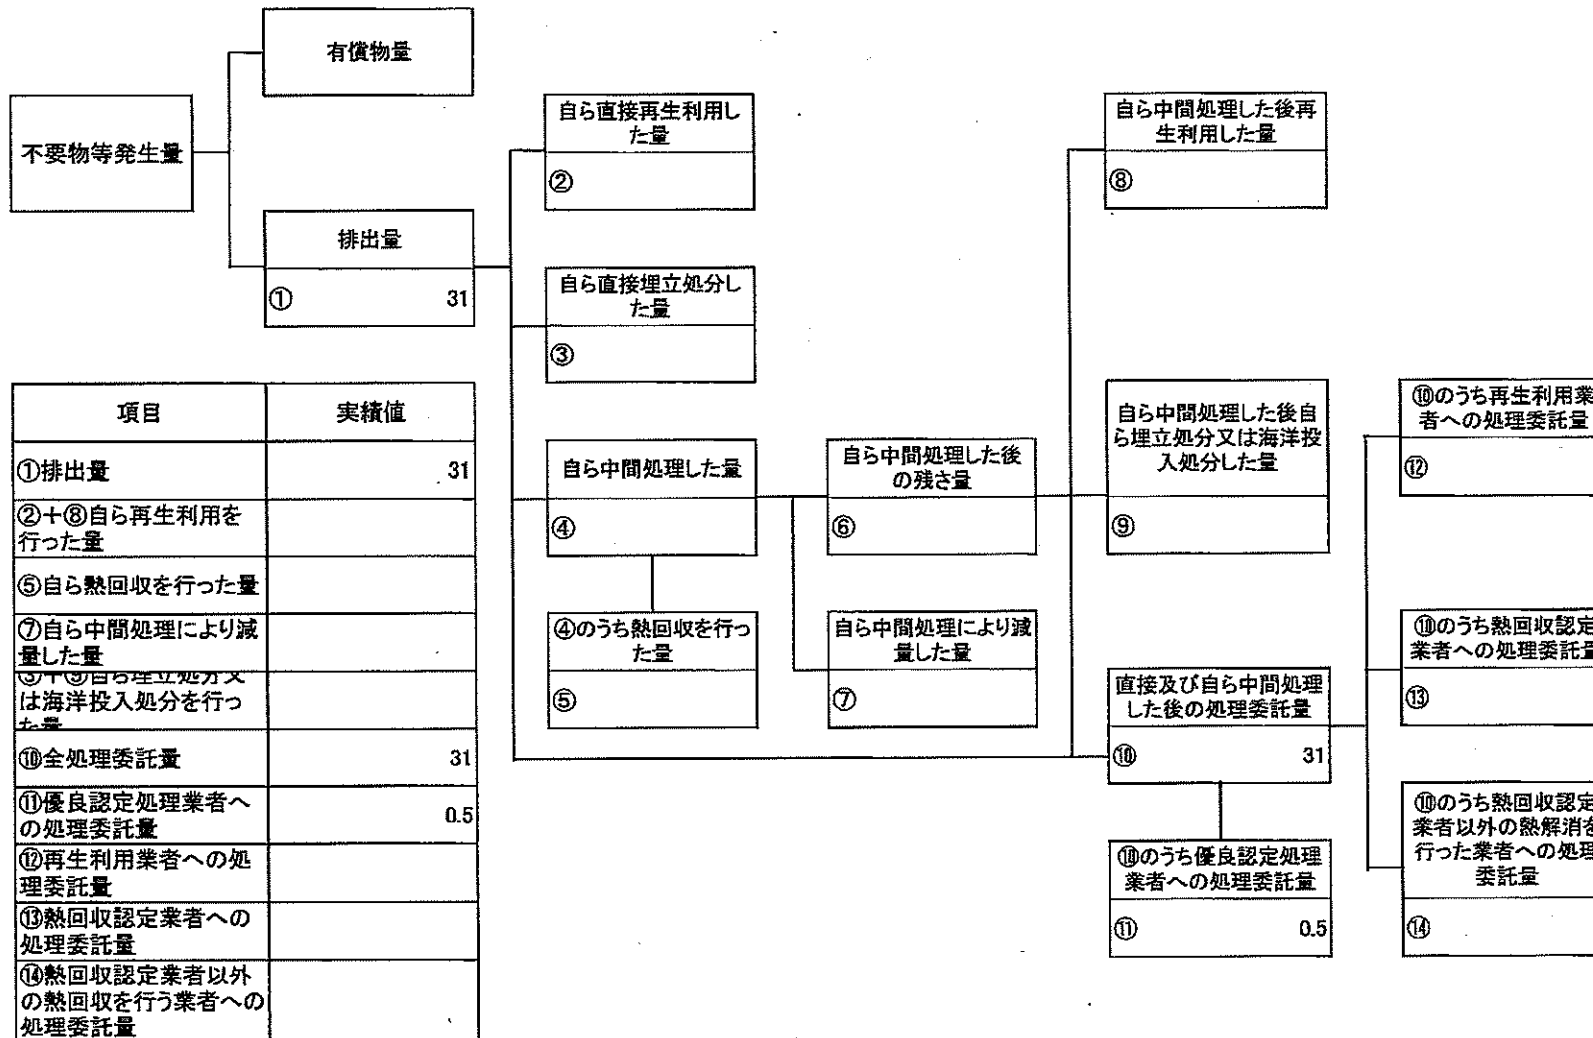 有償物量
不要物等発生量
排出量
① 31
自ら直接再生利用し
た量
②
自ら直接埋立処分し
た量
③
自ら中間処理した量
④
④のうち熱回収を行っ
た量
⑤
自ら中間処理した後
の残さ量
⑥
自ら中間処理により減
量した量
⑦
自ら中間処理した後再
生利用した量
⑧
自ら中間処理した後自
ら埋立処分又は海洋投
入処分した量
⑨
直接及び自ら中間処理
した後の処理委託量
⑩ 31
⑩のうち優良認定処理
業者への処理委託量
⑪ 0.5
⑩のうち再生利用業
者への処理委託量
⑫
⑩のうち熱回収認定
業者への処理委託量
⑬
⑩のうち熱回収認定
業者以外の熱解消を
行った業者への処理
委託量
⑭
項目 実績値
①排出量 31
②+⑧自ら再生利用を
行った量
⑤自ら熱回収を行った量
⑦自ら中間処理により減
量した量
③+⑨自ら埋立処分又
は海洋投入処分を行っ
た量
⑩全処理委託量 31
⑪優良認定処理業者へ
の処理委託量 0.5
⑫再生利用業者への処
理委託量
⑬熱回収認定業者への
処理委託量
⑭熱回収認定業者以外
の熱回収を行う業者への
処理委託量